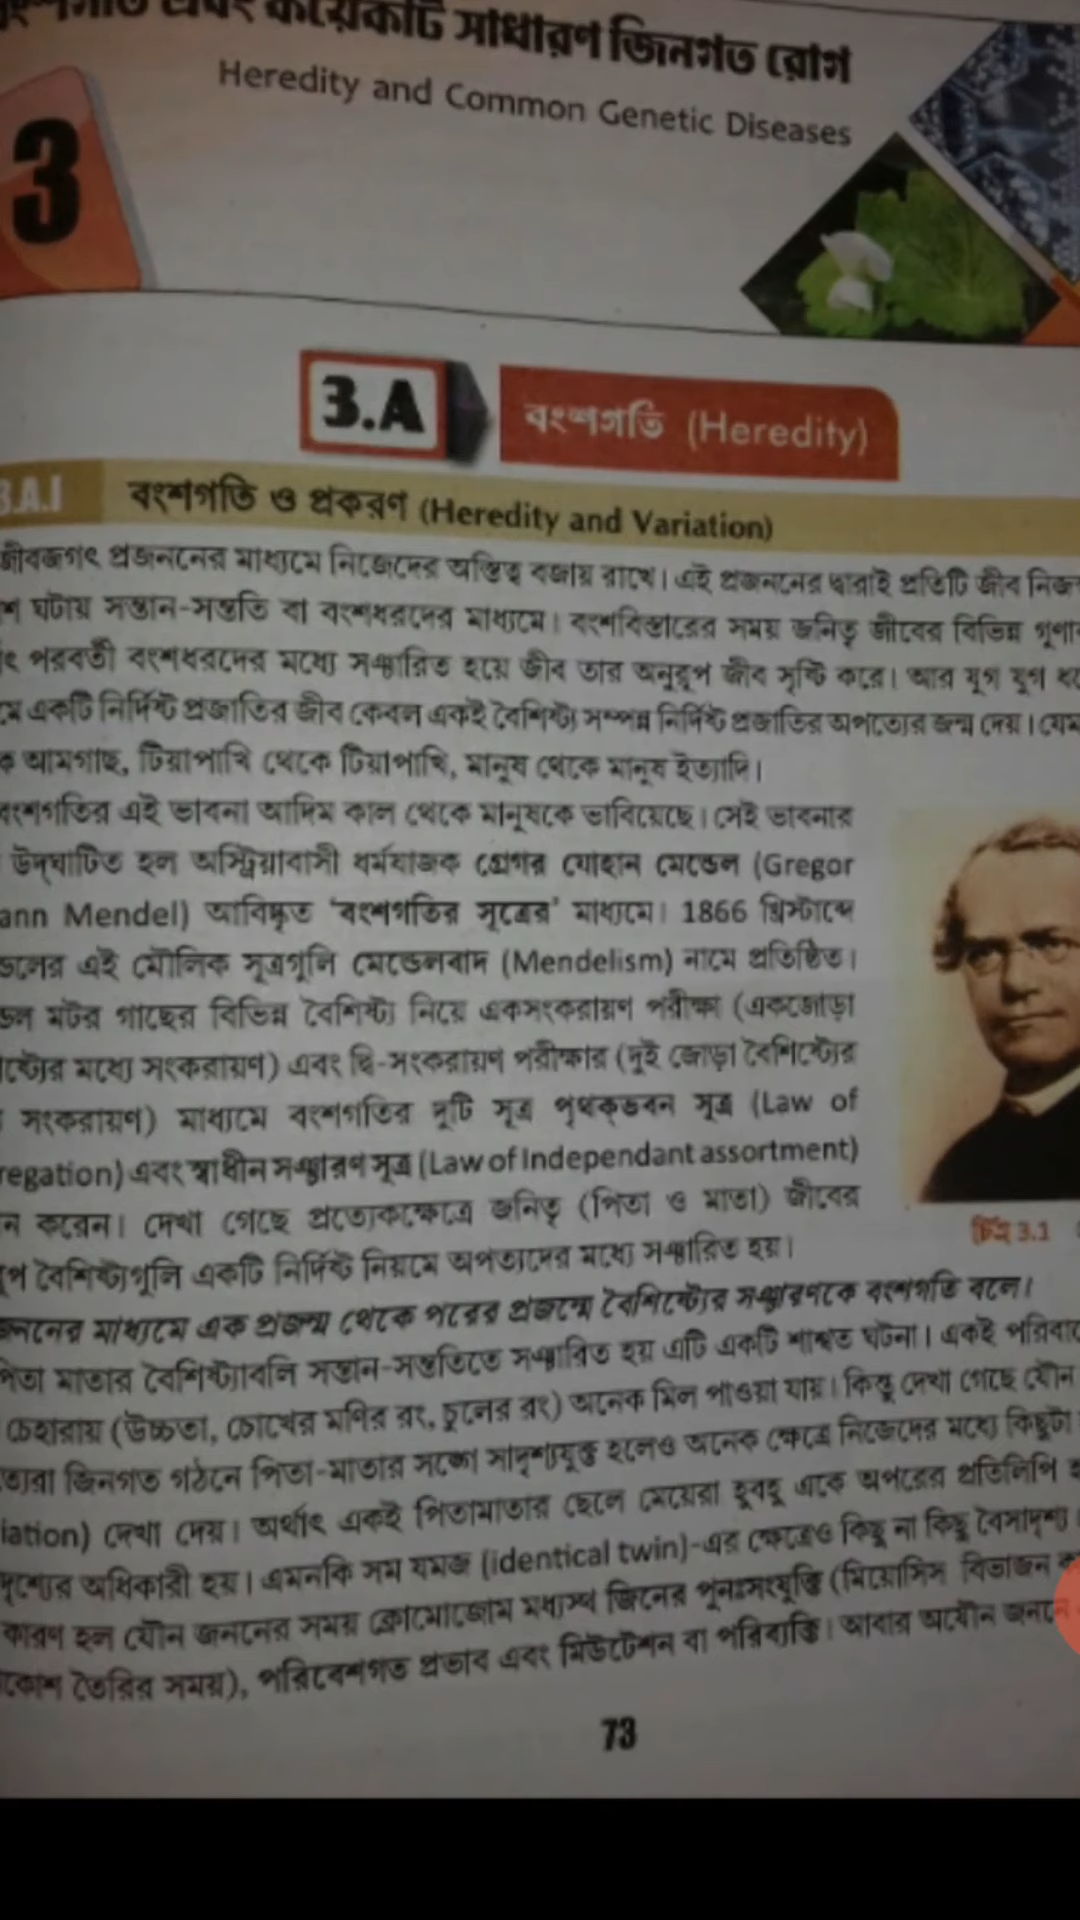 এবং কয়েকটি সাধারণ জিনগত রোগ
Heredity and Common Genetic Diseases
3
3.A
বংশগতি (Heredity)
3.A.I
বংশগতি ও প্রকরণ (Heredity and Variation)
জীবজগৎ প্রজননের মাধ্যমে নিজেদের অস্তিত্ব বজায় রাখে। এই প্রজননের দ্বারাই প্রতিটি জীব
ঘটায় সন্তান-সন্ততি বা বংশধরদের মাধ্যমে। বংশবিস্তারের সময় জনিতৃ জীবের বিভিন্ন
পরবর্তী বংশধরদের মধ্যে সঞ্চারিত হয়ে জীব তার অনুরূপ জীব সৃষ্টি করে। আর যুগ যুগ
একটি নির্দিষ্ট প্রজাতির জীব কেবল একই বৈশিষ্ট্য সম্পন্ন নির্দিষ্ট প্রজাতির অপত্যের জন্ম দেয়।
আমগাছ, টিয়াপাখি থেকে টিয়াপাখি, মানুষ থেকে মানুষ ইত্যাদি।
বংশগতির এই ভাবনা আদিম কাল থেকে মানুষকে ভাবিয়েছে। সেই ভাবনার
উদ্‌ঘাটিত হল অস্ট্রিয়াবাসী ধর্মযাজক গ্রেগর যোহান মেন্ডেল (Gregor
ann Mendel) আবিষ্কৃত ‘বংশগতির সূত্রের’ মাধ্যমে। 1866 খ্রিস্টাব্দে
এই মৌলিক সূত্রগুলি মেন্ডেলবাদ (Mendelism) নামে প্রতিষ্ঠিত।
মটর গাছের বিভিন্ন বৈশিষ্ট্য নিয়ে একসংকরায়ণ পরীক্ষা (একজোড়া
মধ্যে সংকরায়ণ) এবং দ্বি-সংকরায়ণ পরীক্ষার (দুই জোড়া বৈশিষ্ট্যের
সংকরায়ণ) মাধ্যমে বংশগতির দুটি সূত্র পৃথক্‌ভবন সূত্র (Law of
regation) এবং স্বাধীন সঞ্চারণ সূত্র (Law of Independant assortment)
করেন। দেখা গেছে প্রত্যেকক্ষেত্রে জনিতৃ (পিতা ও মাতা) জীবের
বৈশিষ্ট্যগুলি একটি নির্দিষ্ট নিয়মে অপত্যদের মধ্যে সঞ্চারিত হয়।
চিত্র 3.1
জননের মাধ্যমে এক প্রজন্ম থেকে পরের প্রজন্মে বৈশিষ্ট্যের সঞ্চারণকে বংশগতি বলে।
পিতা মাতার বৈশিষ্ট্যাবলি সন্তান-সন্ততিতে সঞ্চারিত হয় এটি একটি শাশ্বত ঘটনা। একই
চেহারায় (উচ্চতা, চোখের মণির রং, চুলের রং) অনেক মিল পাওয়া যায়। কিন্তু দেখা গেছে যৌন
জিনগত গঠনে পিতা-মাতার সঙ্গে সাদৃশ্যযুক্ত হলেও অনেক ক্ষেত্রে নিজেদের মধ্যে কিছুটা
iation) দেখা দেয়। অর্থাৎ একই পিতামাতার ছেলে মেয়েরা হুবহু একে অপরের প্রতিলিপি
অধিকারী হয়। এমনকি সম যমজ (identical twin)-এর ক্ষেত্রেও কিছু না কিছু বৈসাদৃশ্য
কারণ হল যৌন জননের সময় ক্রোমোজোম মধ্যস্থ জিনের পুনঃসংযুক্তি (মিয়োসিস বিভাজন
তৈরির সময়), পরিবেশগত প্রভাব এবং মিউটেশন বা পরিব্যক্তি। আবার অযৌন জননে
73